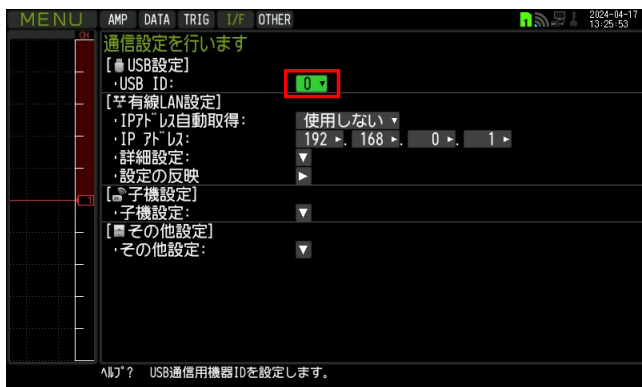 MENU AMP DATA TRIG I/F OTHER 1 2024-04-17
13:25:53
CH
通信設定を行います
[USB設定]
・USB ID: 0 ▼
[有線LAN設定]
・IPアドレス自動取得: 使用しない ▼
・IP アドレス: 192 ►. 168 ►. 0 ►. 1 ►
・詳細設定: ▼
・設定の反映 ►
1
[子機設定]
・子機設定: ▼
[その他設定]
・その他設定: ▼
ヘルプ? USB通信用機器IDを設定します。